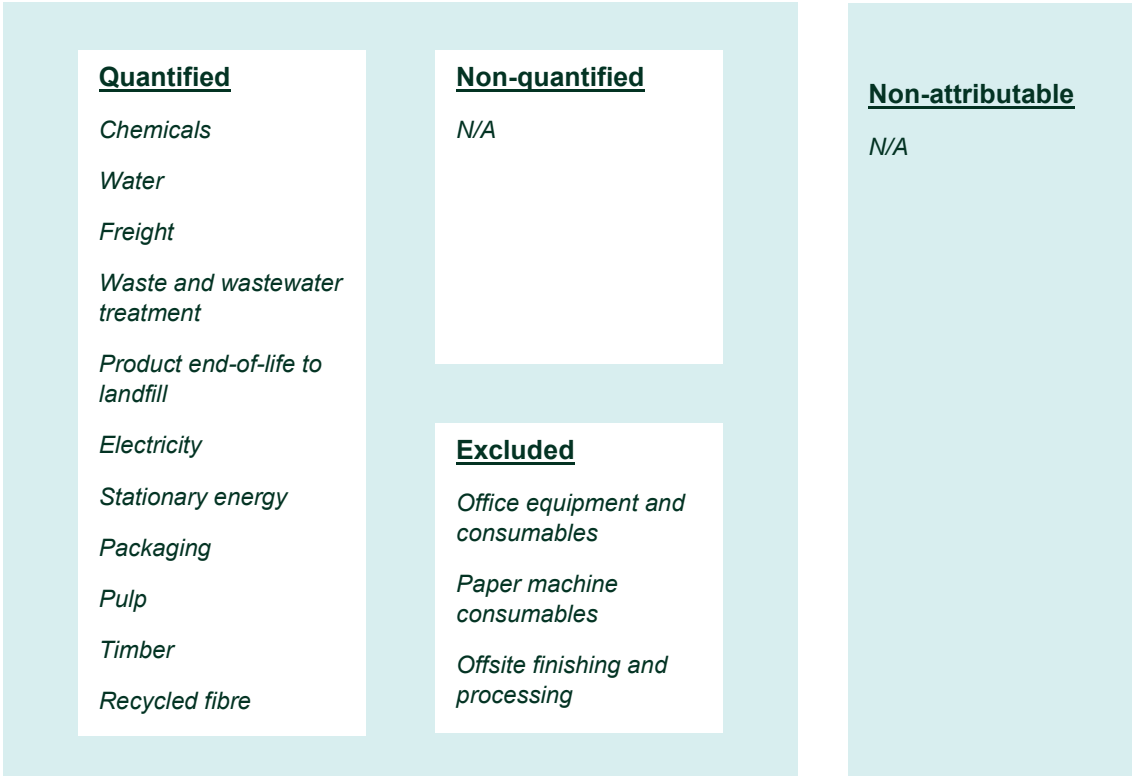 Quantified
Chemicals
Water
Freight
Waste and wastewater
treatment
Product end-of-life to
landfill
Electricity
Stationary energy
Packaging
Pulp
Timber
Recycled fibre
Non-quantified
N/A
Excluded
Office equipment and
consumables
Paper machine
consumables
Offsite finishing and
processing
Non-attributable
N/A